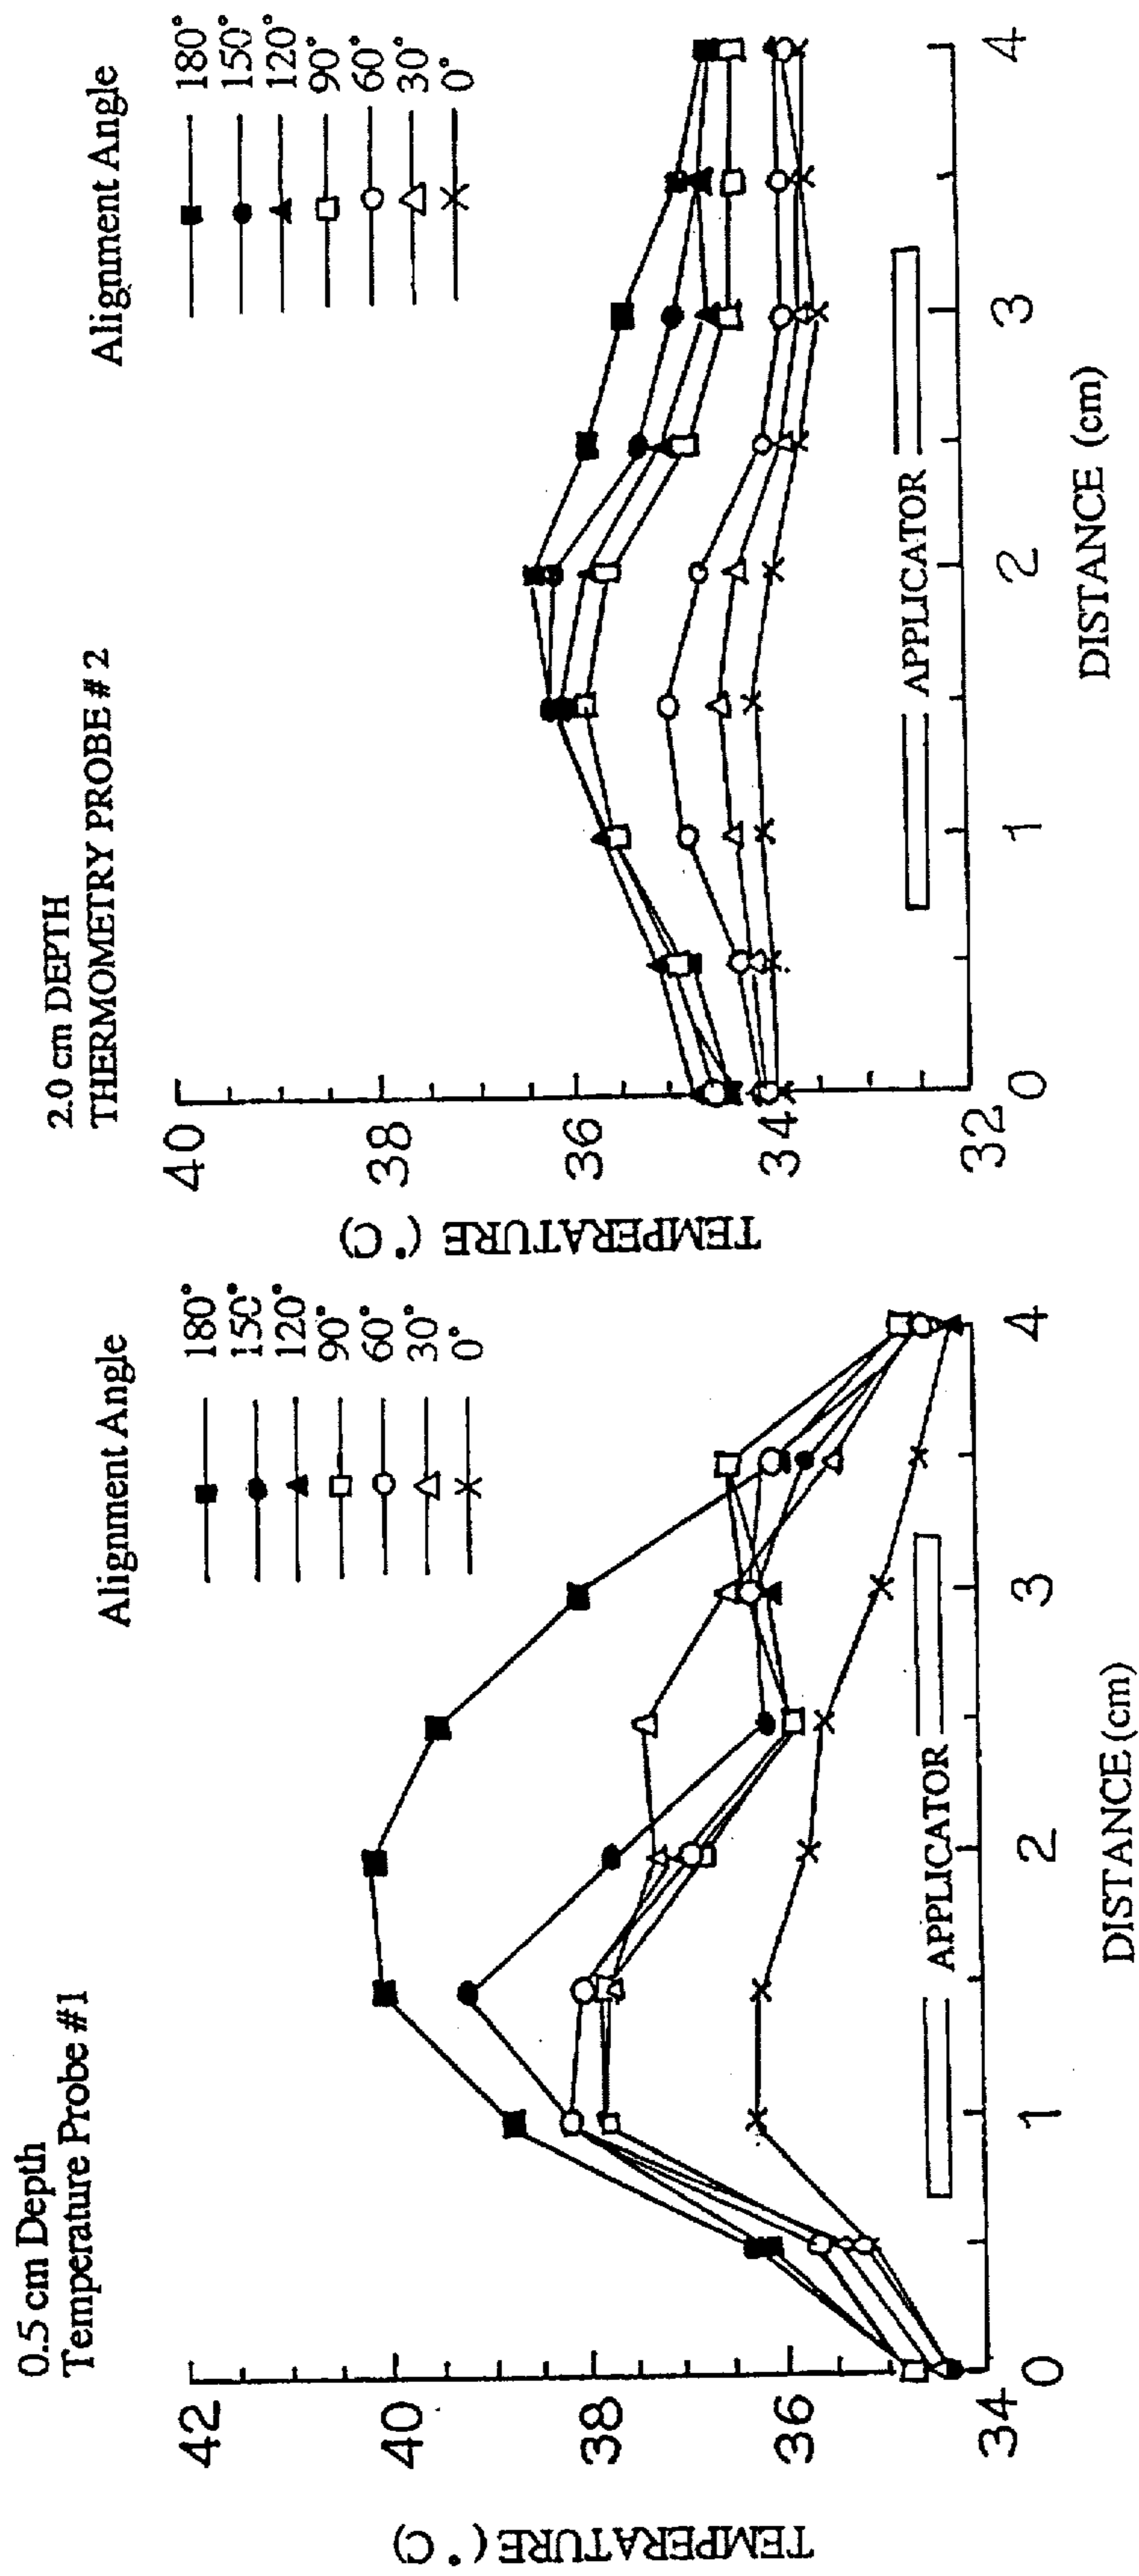 0.5 cm Depth
Temperature Probe #1
Alignment Angle
180°
150°
120°
90°
60°
30°
0°
TEMPERATURE (°C)
42
40
38
36
34
0
1
2
3
4
APPLICATOR
DISTANCE (cm)
2.0 cm DEPTH
THERMOMETRY PROBE # 2
Alignment Angle
180°
150°
120°
90°
60°
30°
0°
TEMPERATURE (°C)
40
38
36
34
32
0
1
2
3
4
APPLICATOR
DISTANCE (cm)